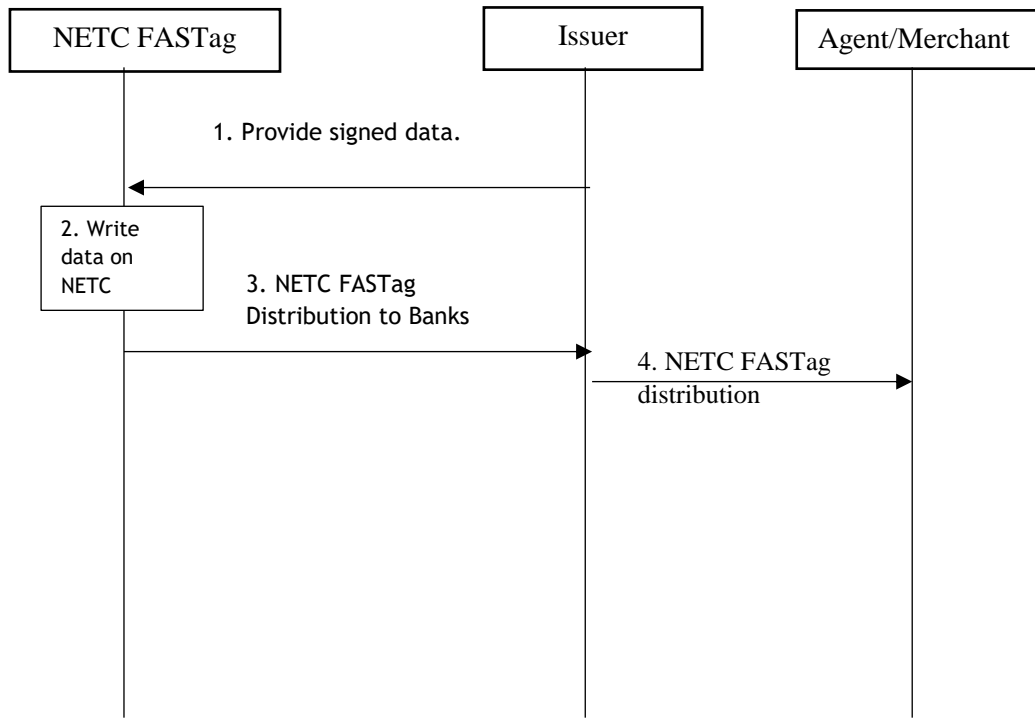 NETC FASTag
Issuer
Agent/Merchant
1. Provide signed data.
2. Write
data on
NETC
3. NETC FASTag
Distribution to Banks
4. NETC FASTag
distribution